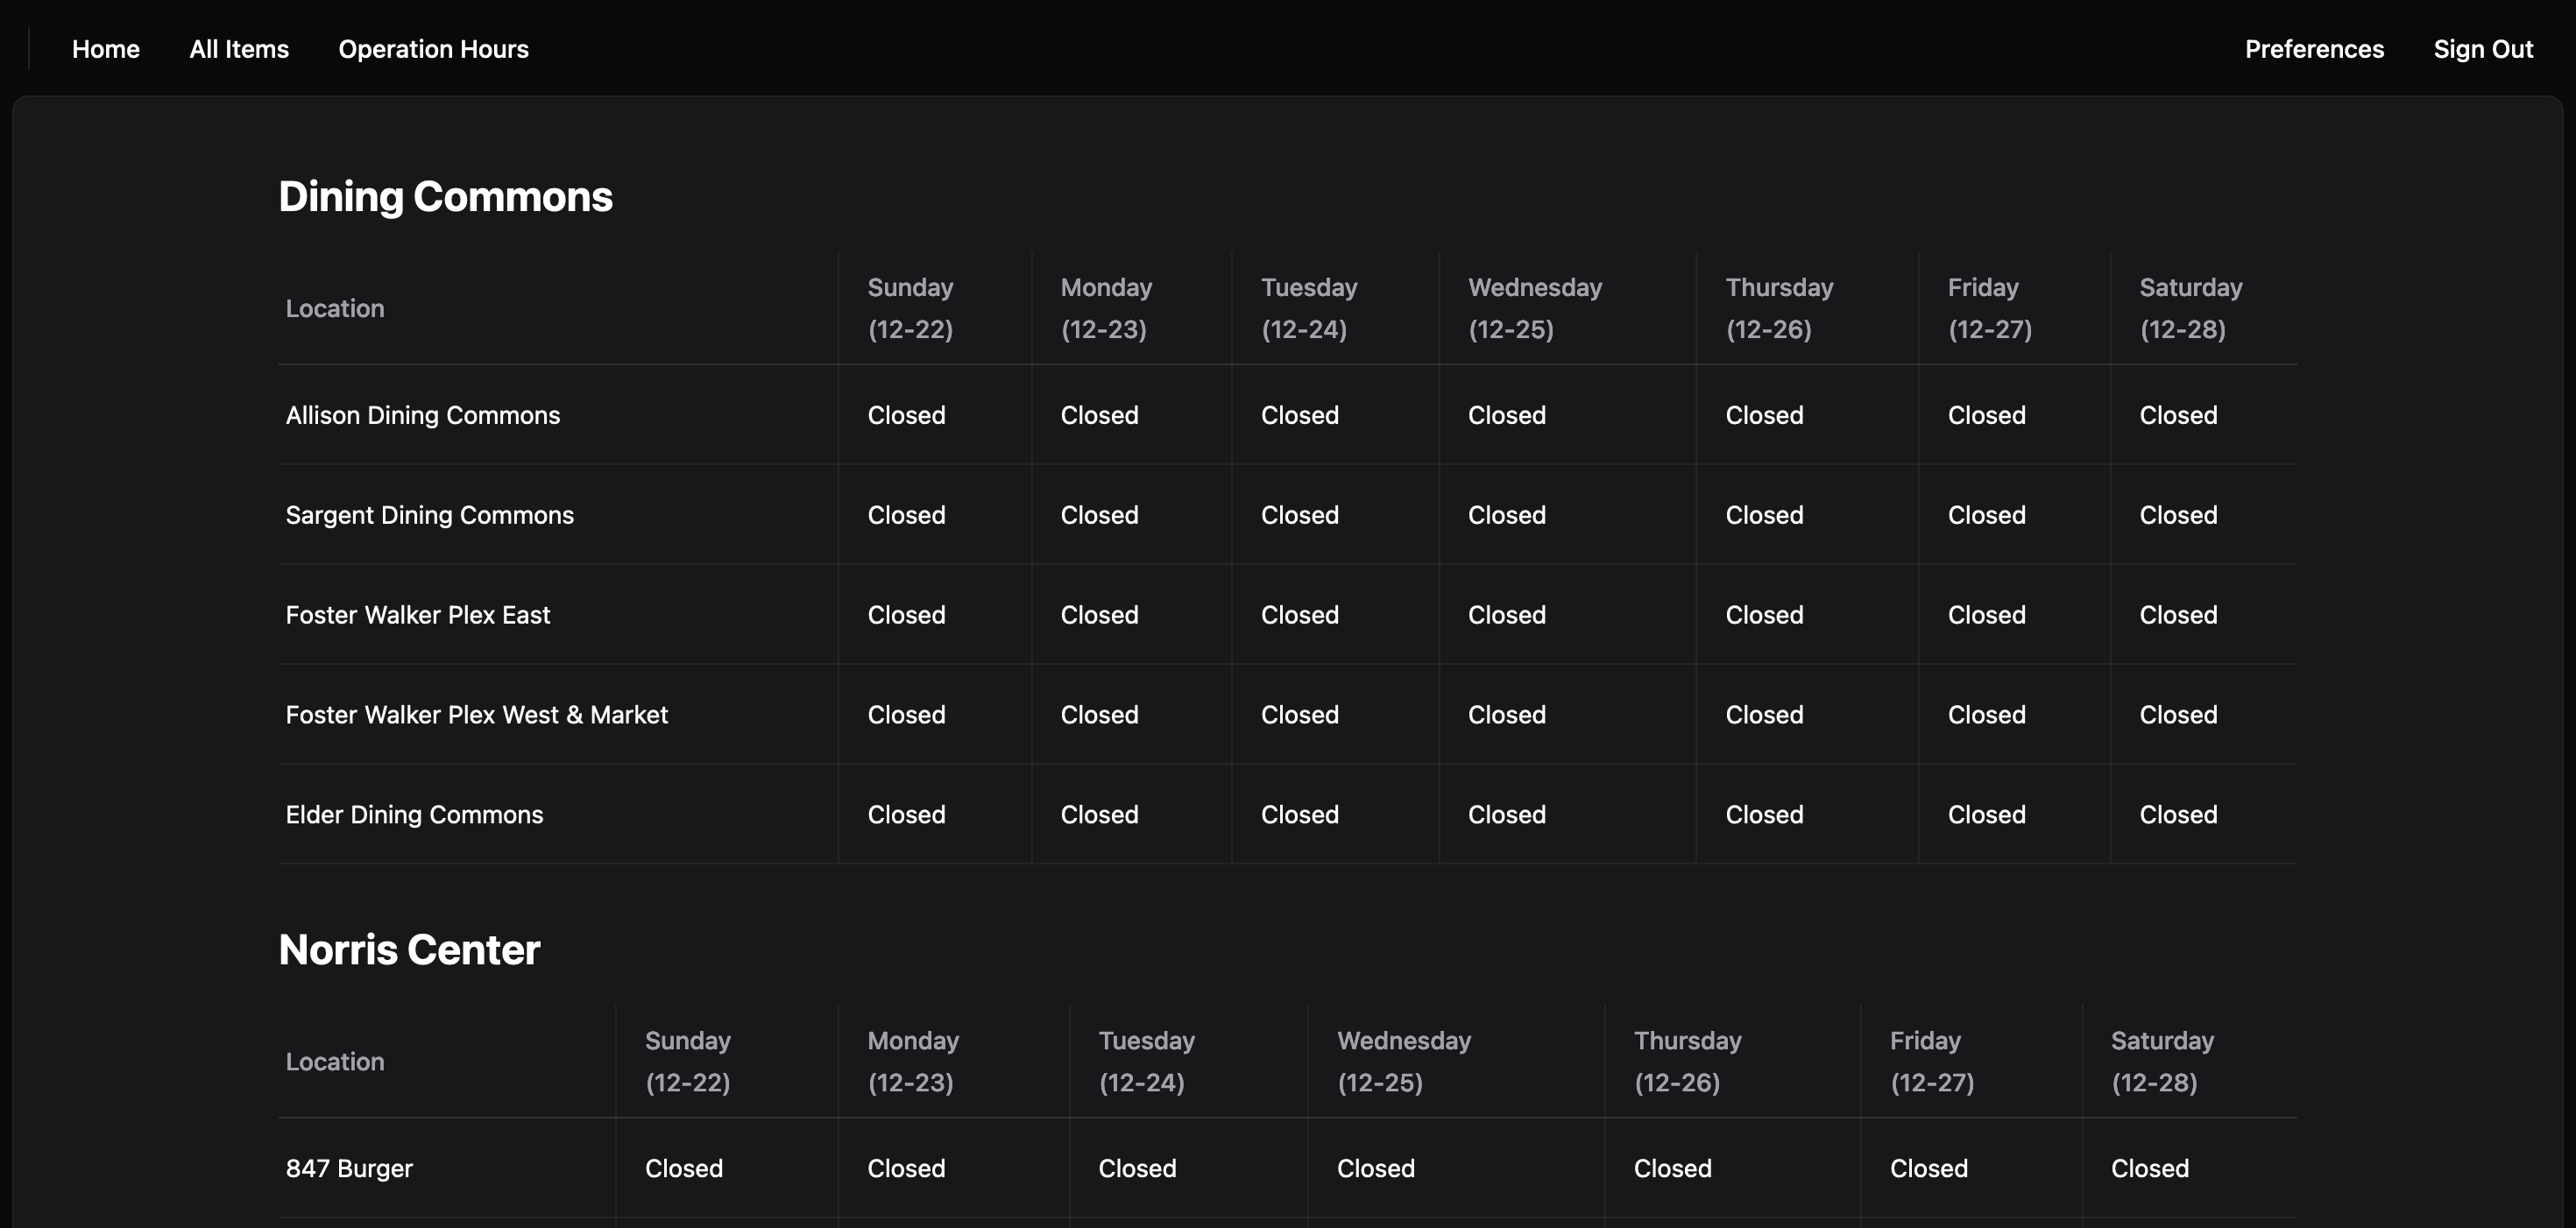 Home All Items Operation Hours Preferences Sign Out
Dining Commons
Location Sunday (12-22) Monday (12-23) Tuesday (12-24) Wednesday (12-25) Thursday (12-26) Friday (12-27) Saturday (12-28)
Allison Dining Commons Closed Closed Closed Closed Closed Closed Closed
Sargent Dining Commons Closed Closed Closed Closed Closed Closed Closed
Foster Walker Plex East Closed Closed Closed Closed Closed Closed Closed
Foster Walker Plex West & Market Closed Closed Closed Closed Closed Closed Closed
Elder Dining Commons Closed Closed Closed Closed Closed Closed Closed
Norris Center
Location Sunday (12-22) Monday (12-23) Tuesday (12-24) Wednesday (12-25) Thursday (12-26) Friday (12-27) Saturday (12-28)
847 Burger Closed Closed Closed Closed Closed Closed Closed